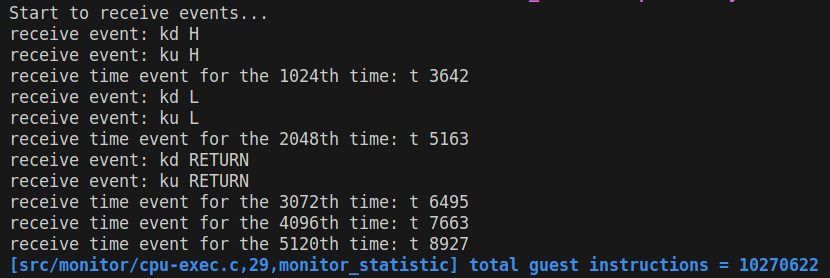 Start to receive events...
receive event: kd H
receive event: ku H
receive time event for the 1024th time: t 3642
receive event: kd L
receive event: ku L
receive time event for the 2048th time: t 5163
receive event: kd RETURN
receive event: ku RETURN
receive time event for the 3072th time: t 6495
receive time event for the 4096th time: t 7663
receive time event for the 5120th time: t 8927
[src/monitor/cpu-exec.c,29,monitor_statistic] total guest instructions = 10270622